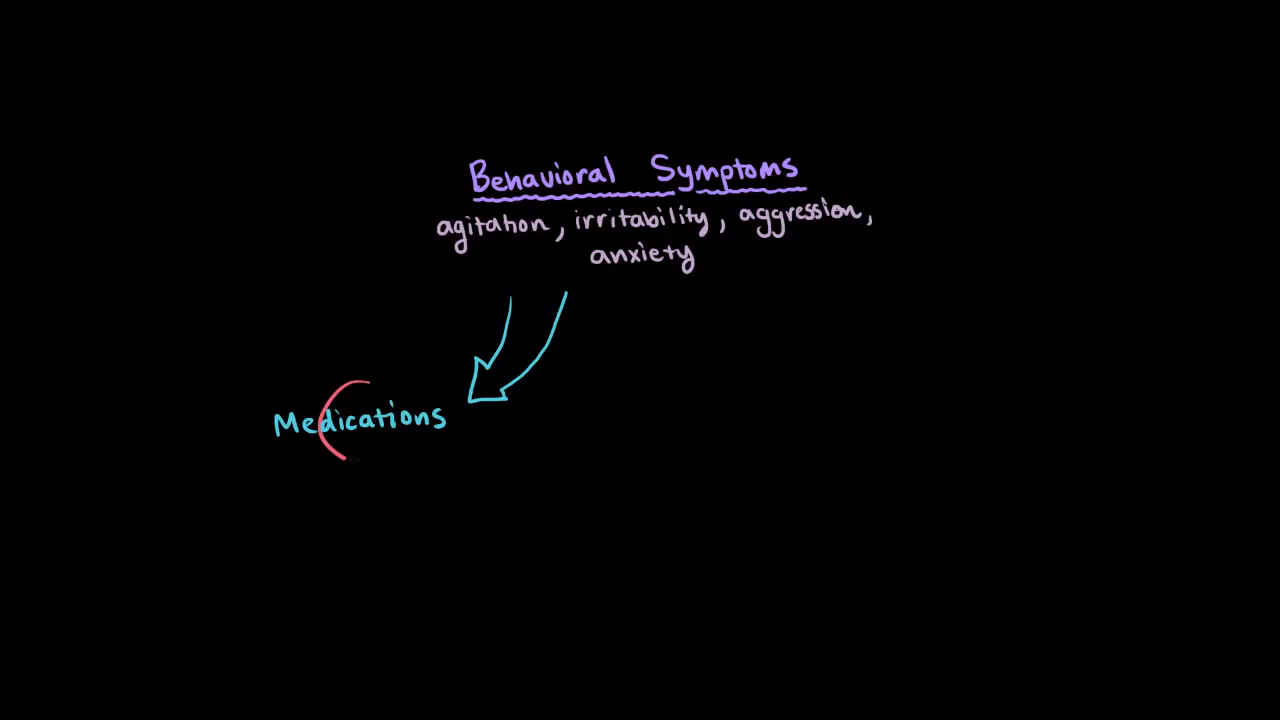 Behavioral Symptoms
agitation, irritability, aggression,
anxiety
Medications